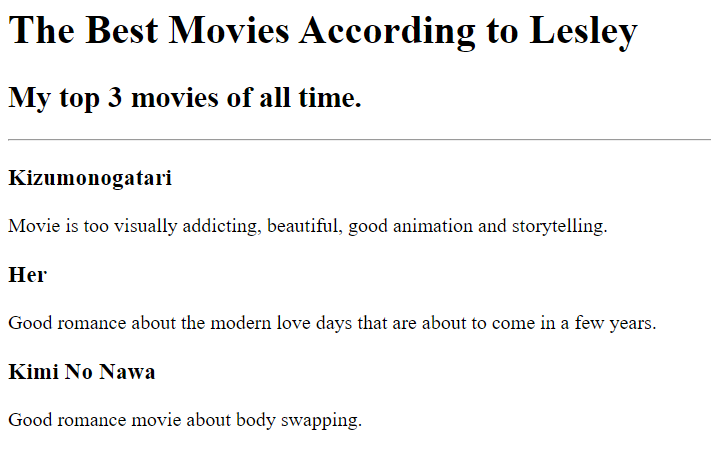 The Best Movies According to Lesley
My top 3 movies of all time.
Kizumonogatari
Movie is too visually addicting, beautiful, good animation and storytelling.
Her
Good romance about the modern love days that are about to come in a few years.
Kimi No Nawa
Good romance movie about body swapping.